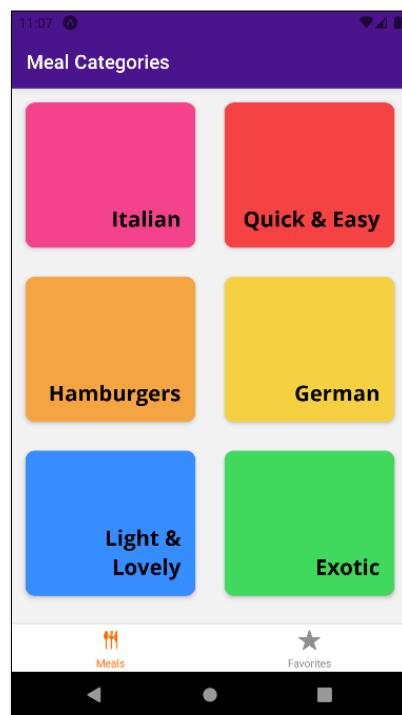 11:07
Meal Categories
Italian
Quick & Easy
Hamburgers
German
Light &
Lovely
Exotic
Meals
Favorites